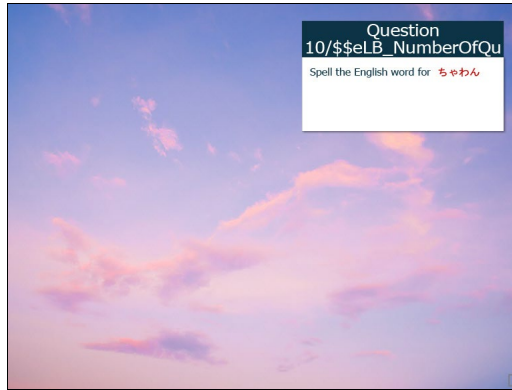 Question
10/$$eLB_NumberOfQu
Spell the English word for ちゃわん